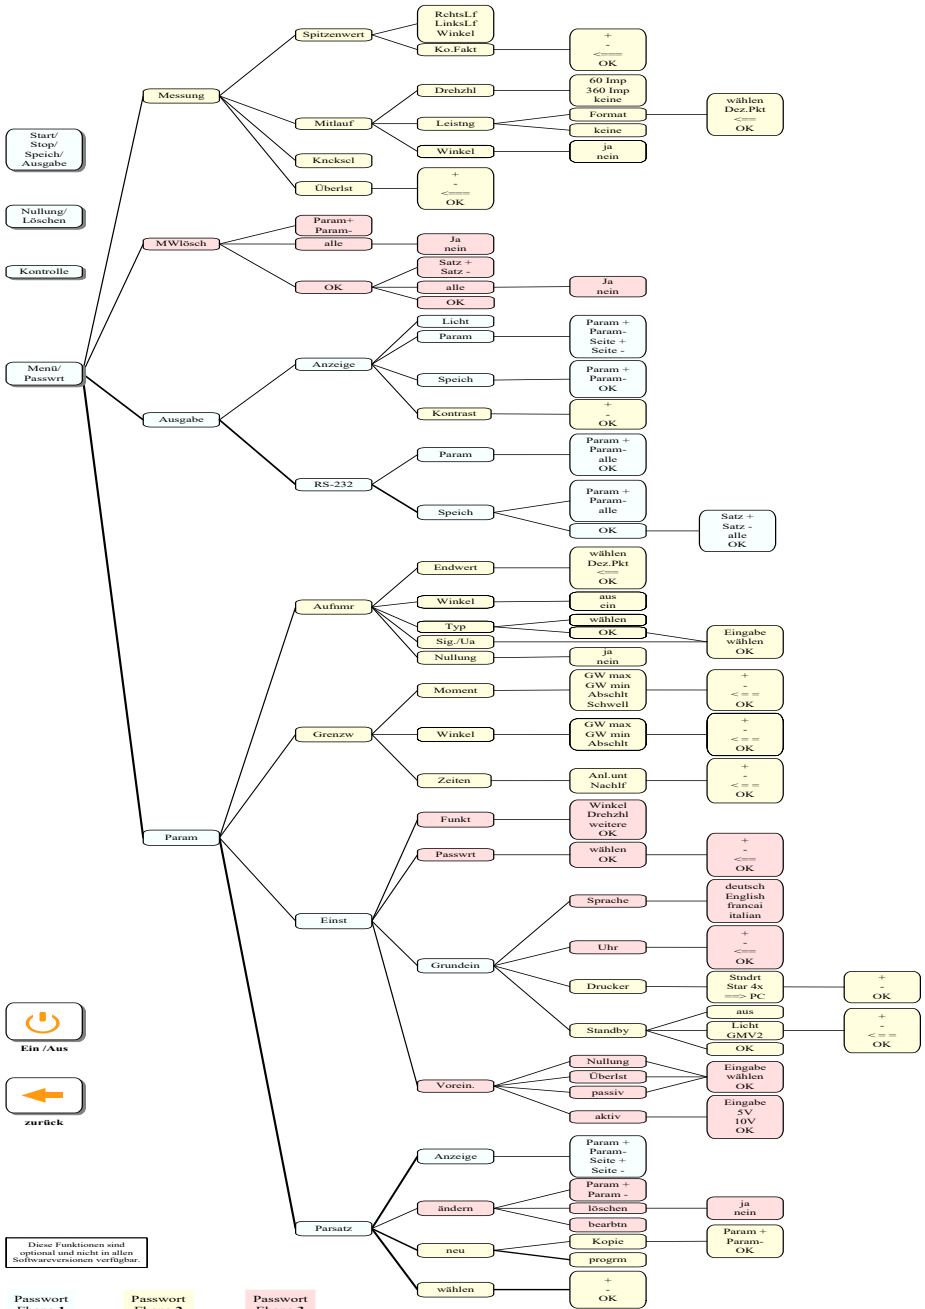 Start/
Stop/
Speich/
Ausgabe
Nullung/
Löschen
Kontrolle
Menü/
Passwrt
Messung
Spitzenwert
RchtsLf
LinksLf
Winkel
Ko.Fakt
+
-
<===
OK
Mitlauf
Drehzhl
60 Imp
360 Imp
keine
Leistng
Format
wählen
Dez.Pkt
<==
OK
keine
Winkel
ja
nein
Knckscl
Überlst
+
-
<===
OK
MWlösch
Param+
Param-
alle
Ja
nein
OK
Satz +
Satz -
alle
Ja
nein
OK
Ausgabe
Anzeige
Licht
Param
Param +
Param-
Seite +
Seite -
Speich
Param +
Param-
OK
Kontrast
+
-
OK
RS-232
Param
Param +
Param-
alle
OK
Speich
Param +
Param-
alle
OK
Satz +
Satz -
alle
OK
Param
Aufnmr
Endwert
wählen
Dez.Pkt
<==
OK
Winkel
aus
ein
Typ
wählen
OK
Sig./Ua
Eingabe
wählen
OK
Nullung
ja
nein
Grenzw
Moment
GW max
GW min
Abschlt
Schwell
+
-
< = =
OK
Winkel
GW max
GW min
Abschlt
+
-
< = =
OK
Zeiten
Anl.unt
Nachlf
+
-
< = =
OK
Einst
Funkt
Winkel
Drehzhl
weitere
OK
Passwrt
wählen
OK
+
-
<==
OK
Grundein
Sprache
deutsch
English
francai
italian
Uhr
+
-
<==
OK
Drucker
Stndrt
Star 4x
==> PC
+
-
OK
Standby
aus
Licht
GMV2
+
-
< = =
OK
OK
Vorein.
Nullung
Überlst
passiv
Eingabe
wählen
OK
aktiv
Eingabe
5V
10V
OK
Parsatz
Anzeige
Param +
Param-
Seite +
Seite -
ändern
Param +
Param -
löschen
ja
nein
bearbtn
neu
Kopie
Param +
Param-
OK
progrm
wählen
+
-
OK
Ein /Aus
zurück
Diese Funktionen sind
optional und nicht in allen
Softwareversionen verfügbar.
Passwort
Passwort
Passwort